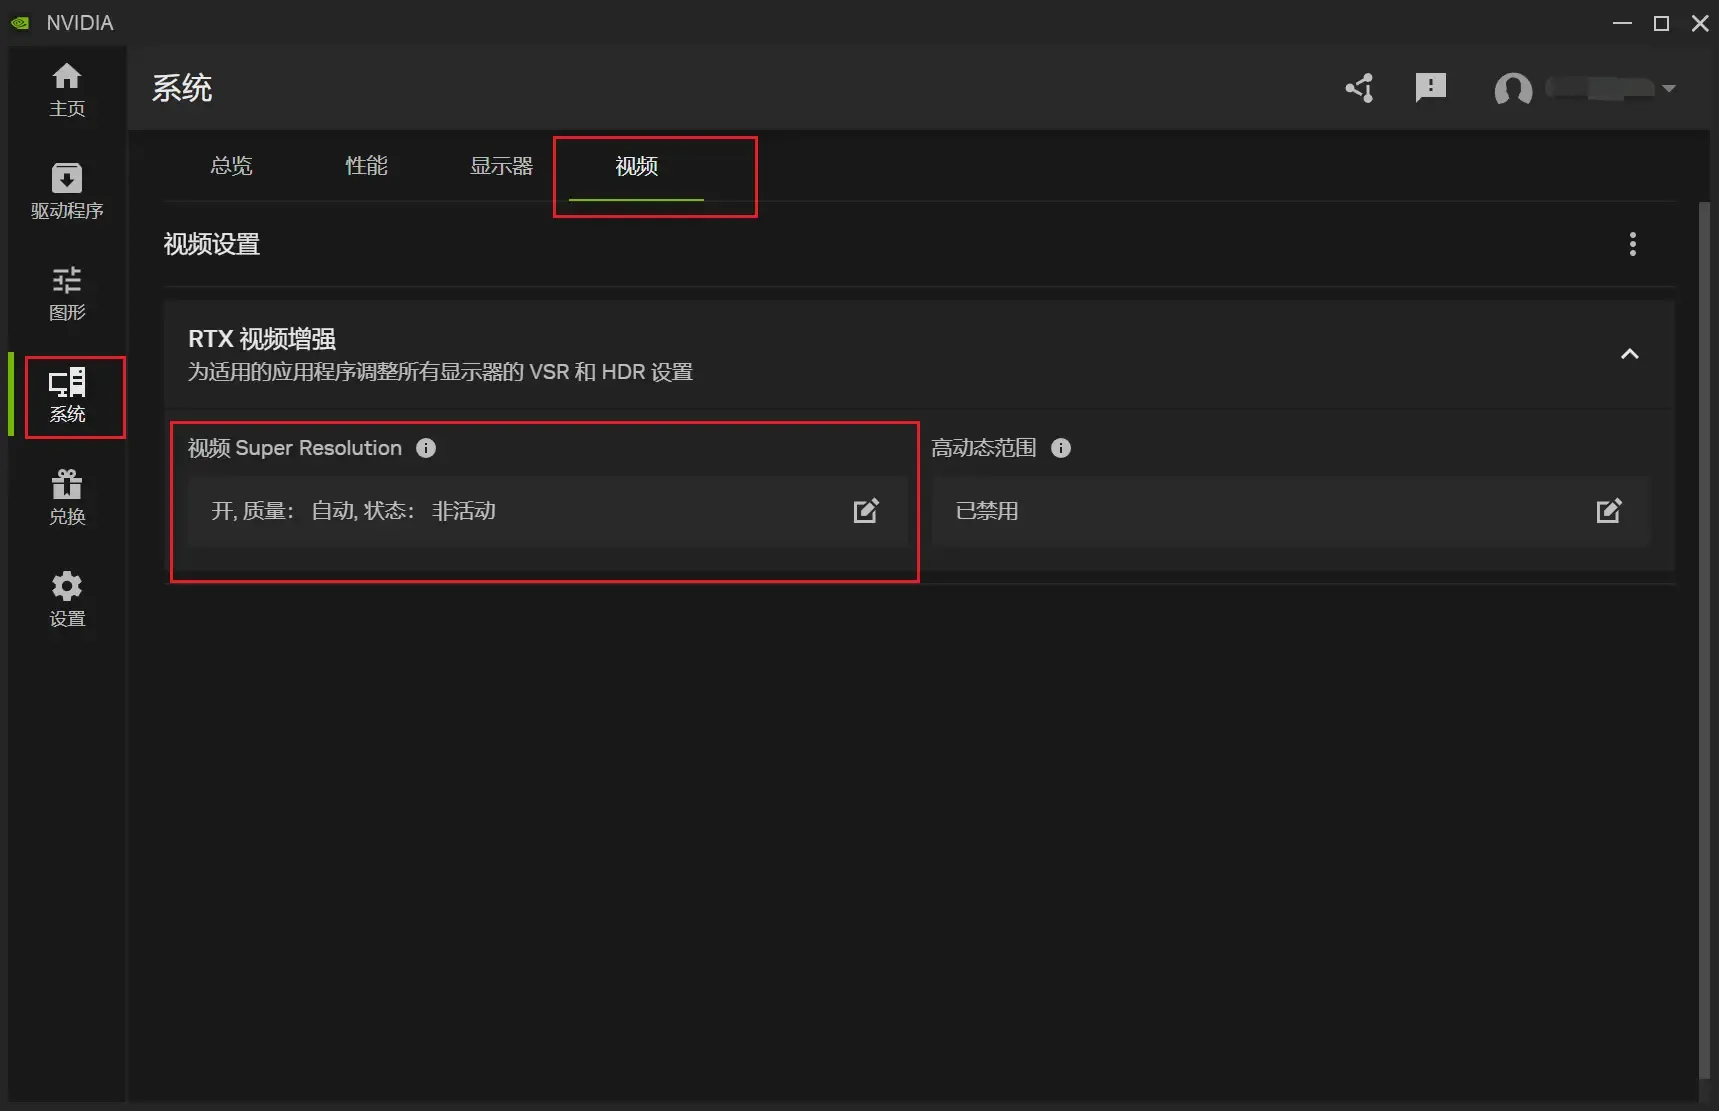 NVIDIA
主页
驱动程序
图形
系统
兑换
设置
系统
总览
性能
显示器
视频
视频设置
RTX 视频增强
为适用的应用程序调整所有显示器的 VSR 和 HDR 设置
视频 Super Resolution
开, 质量： 自动, 状态： 非活动
高动态范围
已禁用